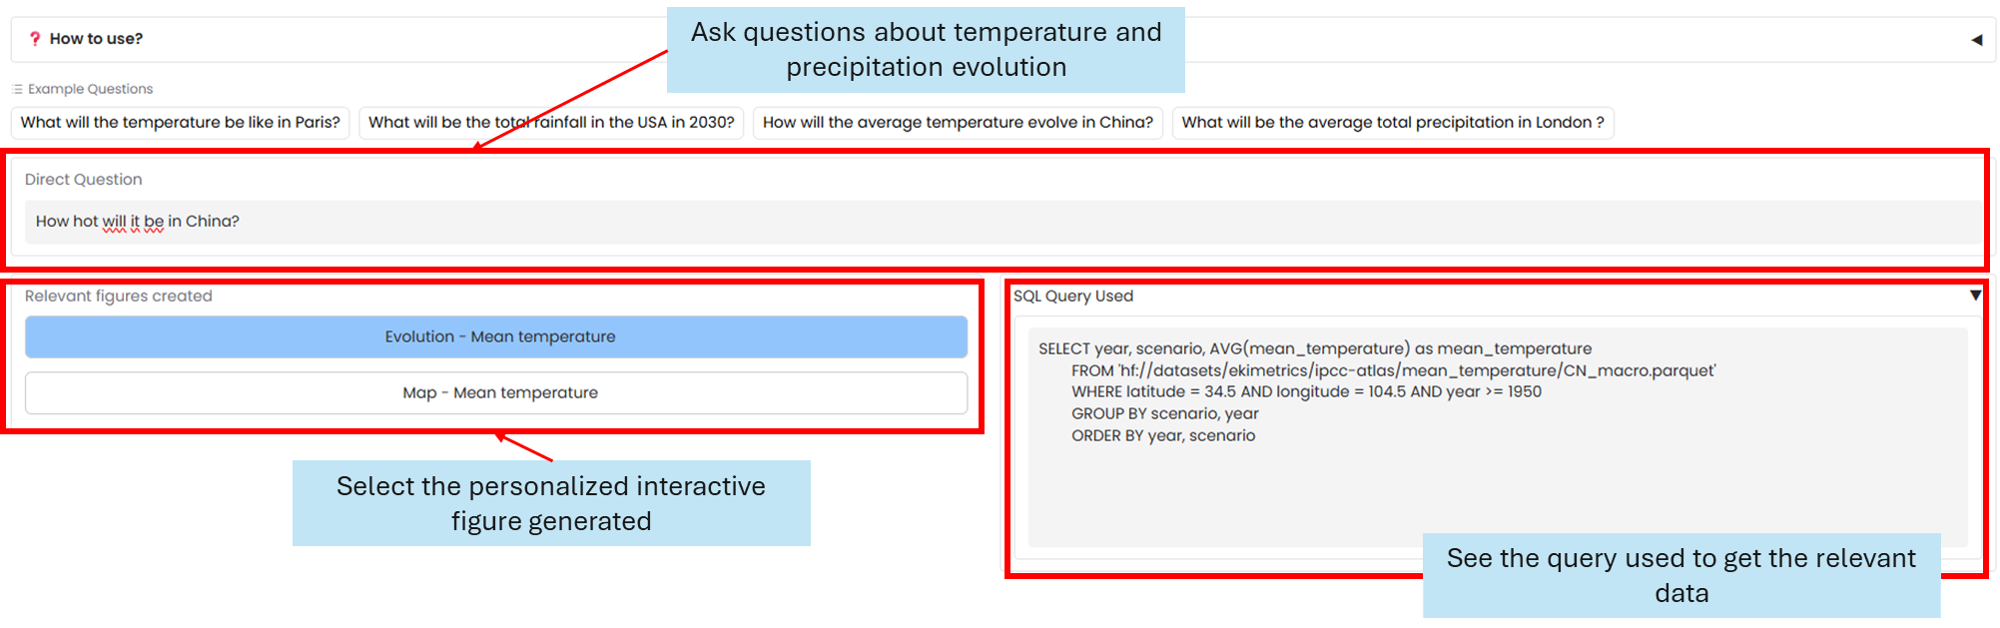 Ask questions about temperature and
precipitation evolution
❓ How to use?
Example Questions
What will the temperature be like in Paris?
What will be the total rainfall in the USA in 2030?
How will the average temperature evolve in China?
What will be the average total precipitation in London ?
Direct Question
How hot will it be in China?
Relevant figures created
Evolution - Mean temperature
Map - Mean temperature
Select the personalized interactive
figure generated
SQL Query Used
SELECT year, scenario, AVG(mean_temperature) as mean_temperature
FROM 'hf://datasets/ekimetrics/ipcc-atlas/mean_temperature/CN_macro.parquet'
WHERE latitude = 34.5 AND longitude = 104.5 AND year >= 1950
GROUP BY scenario, year
ORDER BY year, scenario
See the query used to get the relevant
data